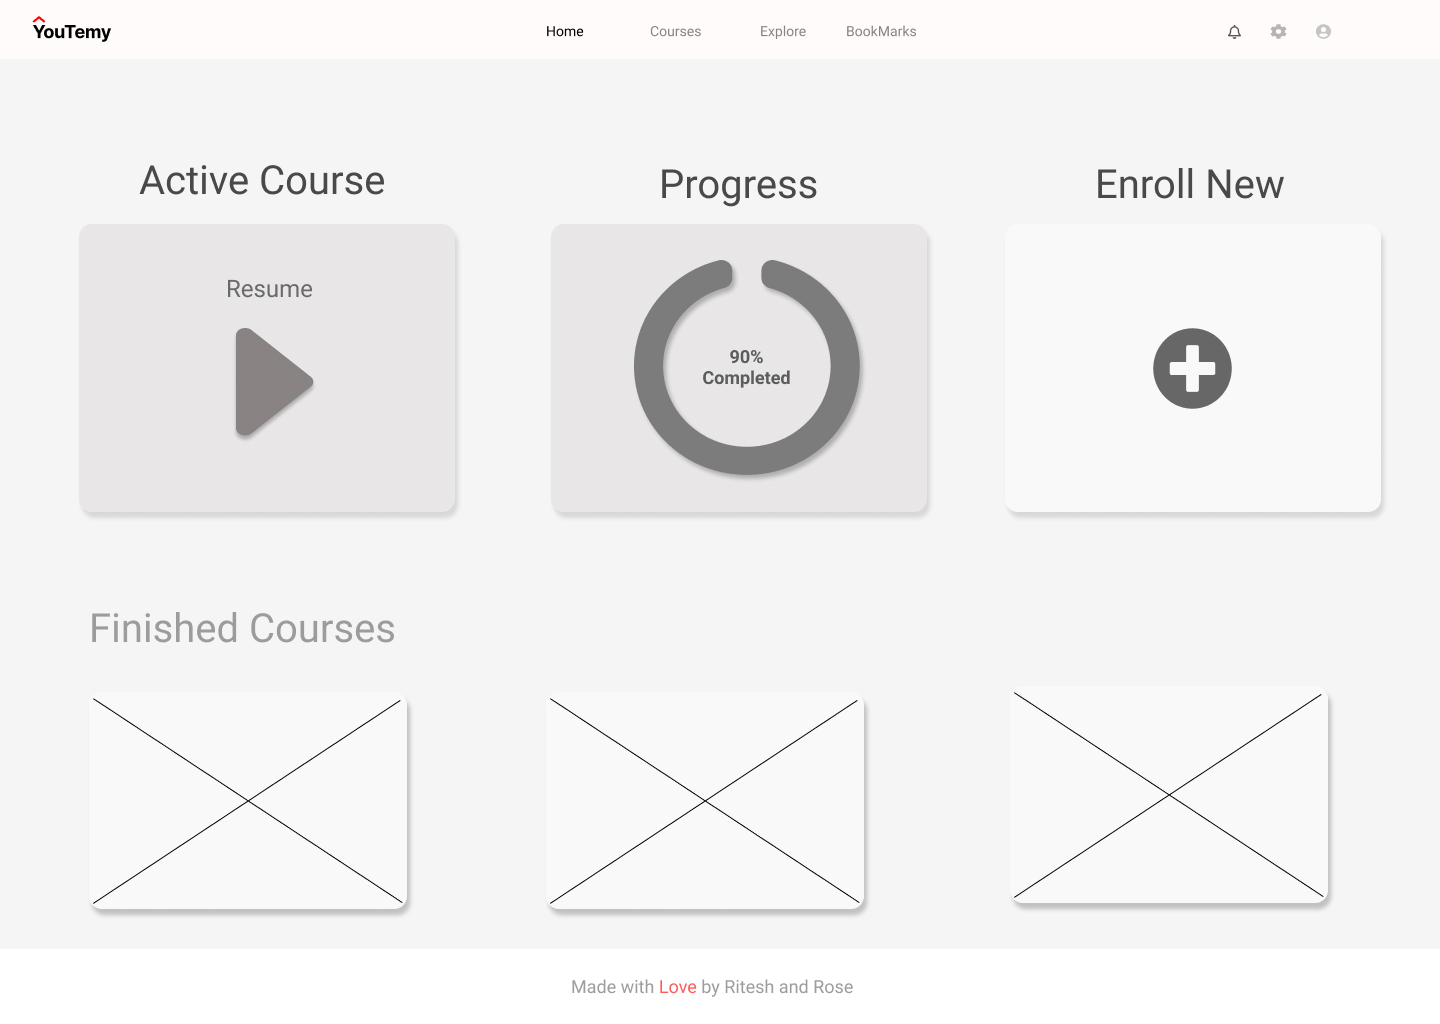 YouTemy
Home
Courses
Explore
BookMarks
Active Course
Progress
Enroll New
Resume
90%
Completed
Finished Courses
Made with Love by Ritesh and Rose